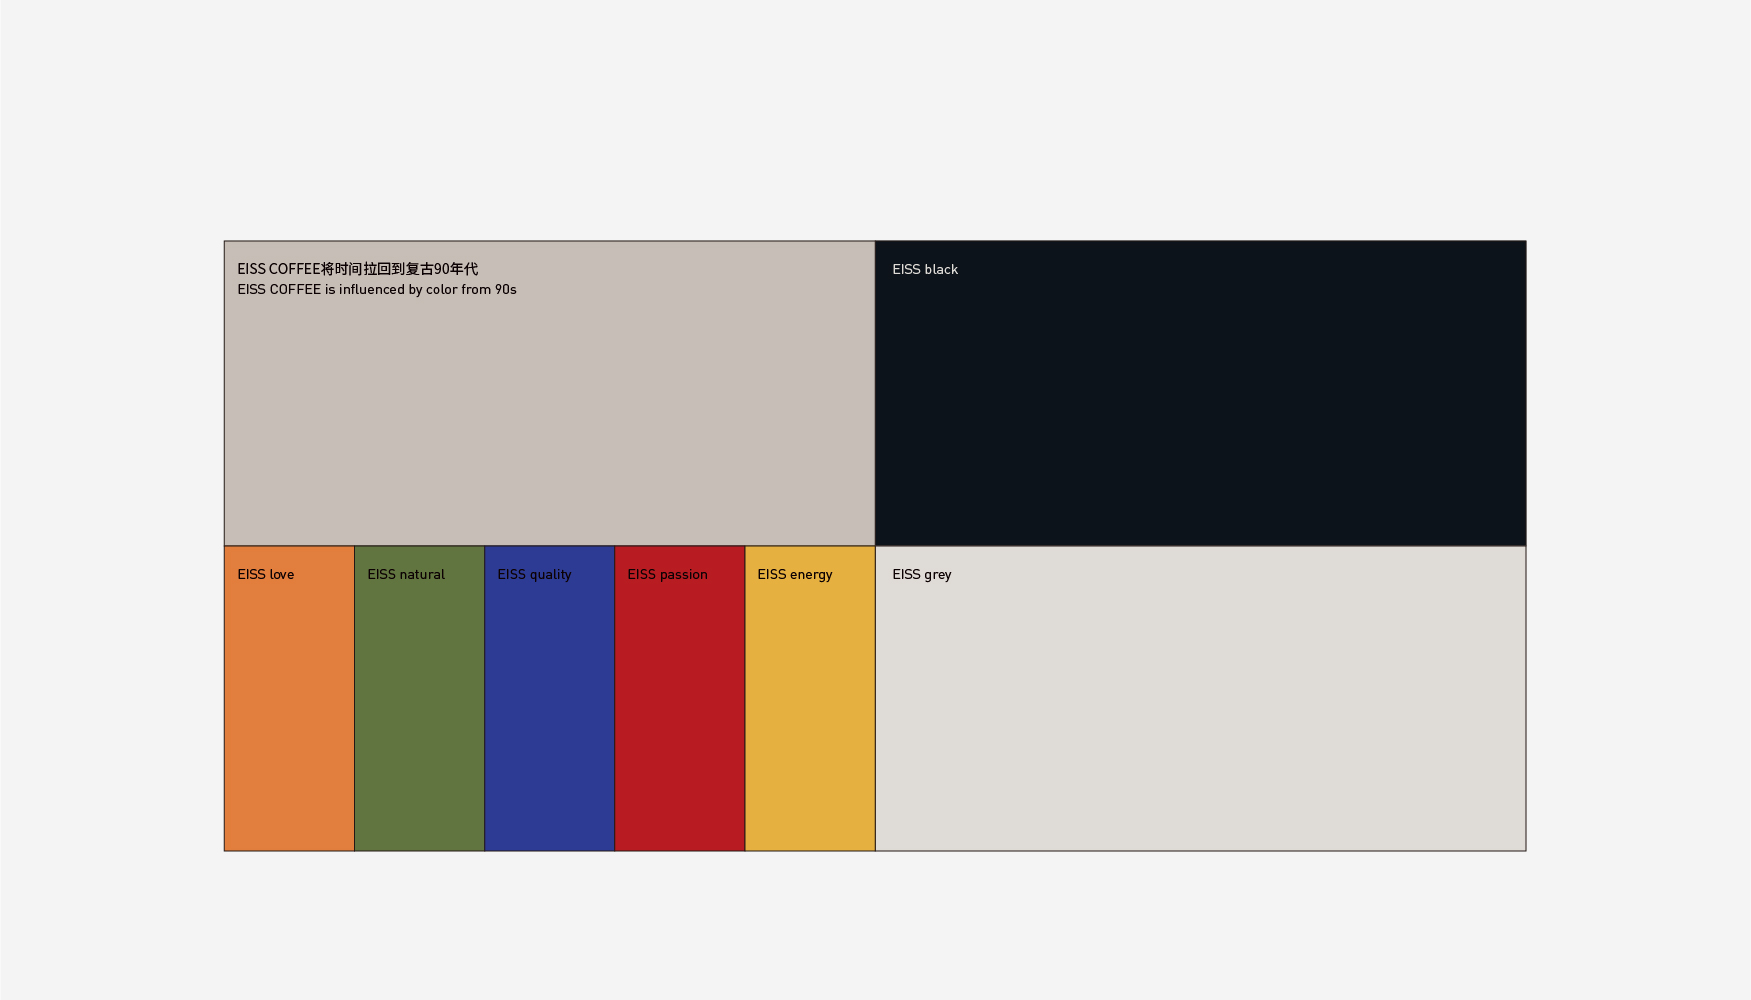 EISS COFFEE将时间拉回到复古90年代
EISS COFFEE is influenced by color from 90s
EISS black
EISS love
EISS natural
EISS quality
EISS passion
EISS energy
EISS grey